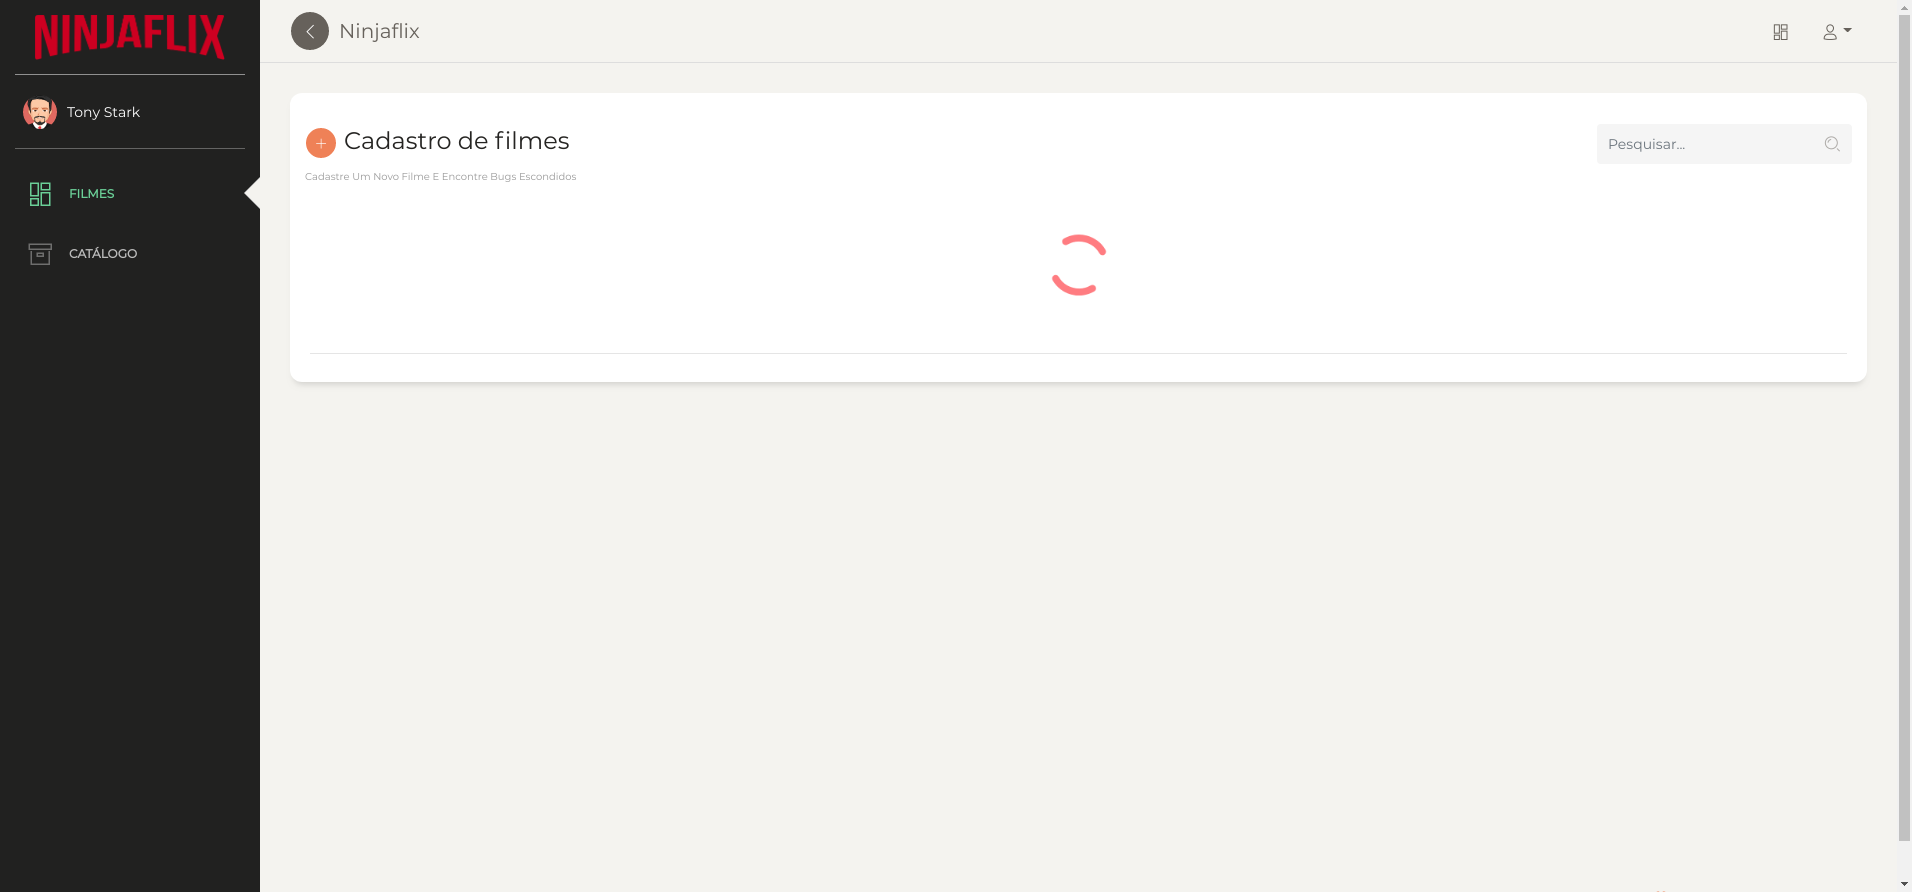 NINJAFLIX
Tony Stark
FILMES
CATÁLOGO
Ninjaflix
Cadastro de filmes
Cadastre Um Novo Filme E Encontre Bugs Escondidos
Pesquisar...